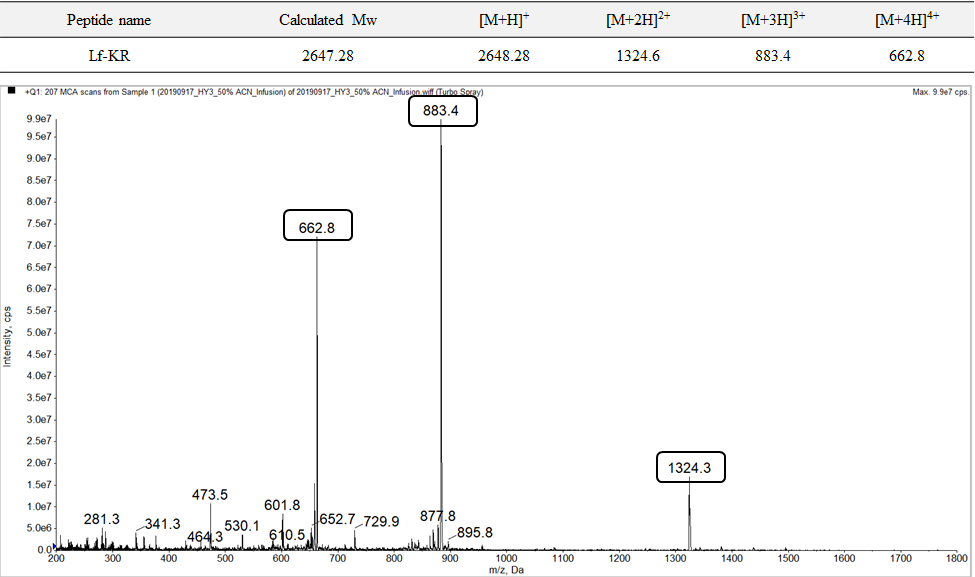 Peptide name Calculated Mw [M+H]+ [M+2H]2+ [M+3H]3+ [M+4H]4+
Lf-KR 2647.28 2648.28 1324.6 883.4 662.8
+Q1: 207 MCA scans from Sample 1 (20190917_HY3_50% ACN_Infusion) of 20190917_HY3_50% ACN_Infusion.wiff (Turbo Spray) Max. 9.9e7 cps.
883.4
9.9e7
9.5e7
9.0e7
8.5e7
8.0e7
7.5e7
662.8
7.0e7
6.5e7
6.0e7
5.5e7
5.0e7
Intensity, cps
4.5e7
4.0e7
3.5e7
3.0e7
2.5e7
2.0e7
1324.3
1.5e7
473.5
1.0e7
601.8
281.3 341.3 530.1 652.7 729.9 877.8
5.0e6
464.3 610.5 895.8
0.0
200 300 400 500 600 700 800 900 1000 1100 1200 1300 1400 1500 1600 1700 1800
m/z, Da